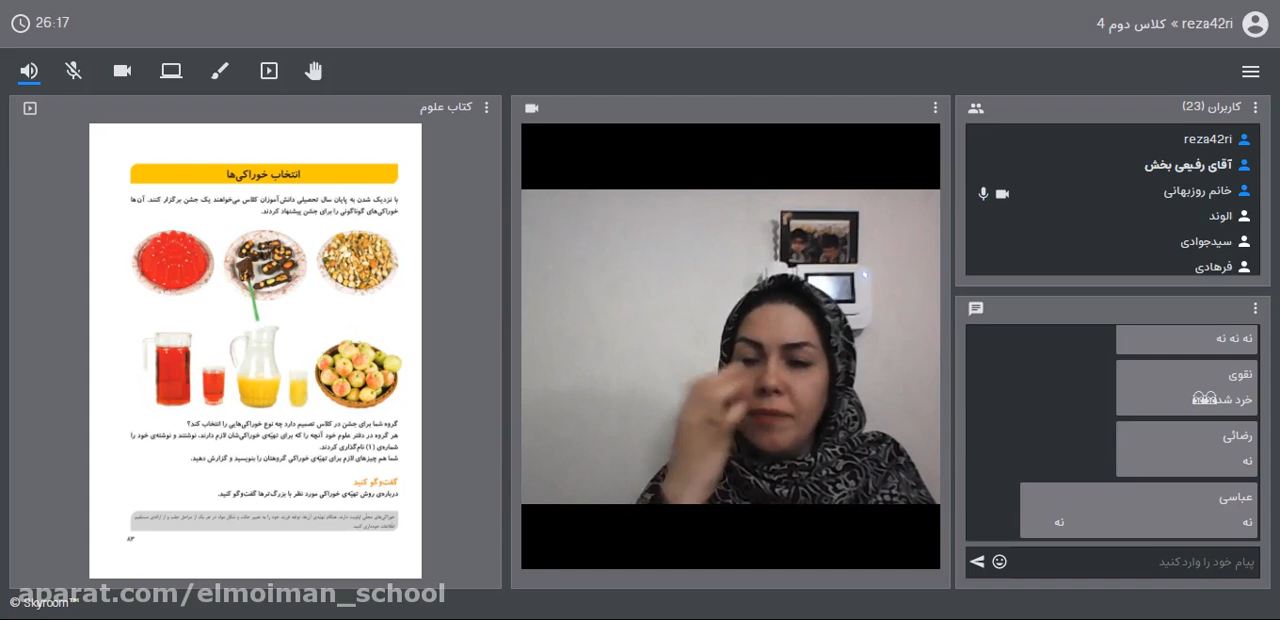 26:17
reza42ri » کلاس دوم 4
کتاب علوم
انتخاب خوراکی‌ها
با نزدیک شدن به پایان سال تحصیلی دانش‌آموزان کلاس می‌خواهند یک جشن برگزار کنند. آن‌ها
خوراکی‌های گوناگونی را برای جشن پیشنهاد کردند.
گروه شما برای جشن در کلاس تصمیم دارد چه نوع خوراکی‌هایی را انتخاب کند؟
هر گروه در دفتر علوم خود آنچه را که برای تهیّه‌ی خوراکی‌شان لازم دارند، نوشتند و نوشته‌ی خود را
شماره‌ی (۱) نام‌گذاری کردند.
شما هم چیزهای لازم برای تهیّه‌ی خوراکی گروهتان را بنویسید و گزارش دهید.
گفت‌وگو کنید
درباره‌ی روش تهیّه‌ی خوراکی مورد نظر با بزرگ‌ترها گفت‌وگو کنید.
۸۳
کاربران (23)
reza42ri
آقای رفیعی بخش
خانم روزبهانی
الوند
سیدجوادی
فرهادی
نه نه نه
نقوی
خرد شد
رضائی
نه
عباسی
نه نه
پیام خود را وارد کنید
aparat.com/elmoiman_school
© Skyroom™